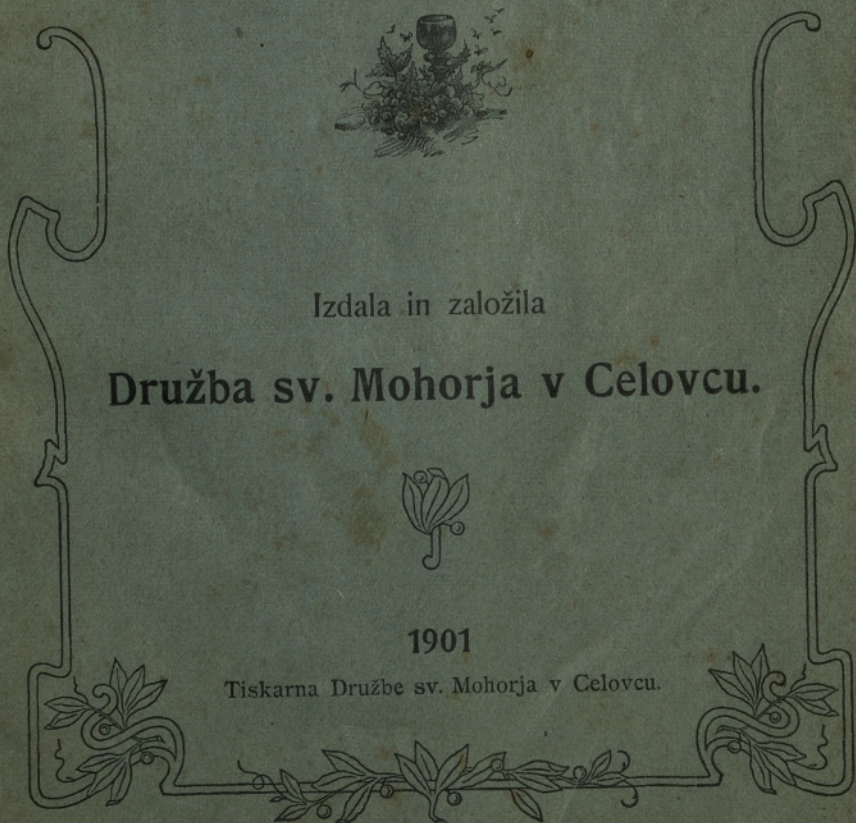 Izdala in založila
Družba sv. Mohorja v Celovcu.
1901
Tiskarna Družbe sv. Mohorja v Celovcu.